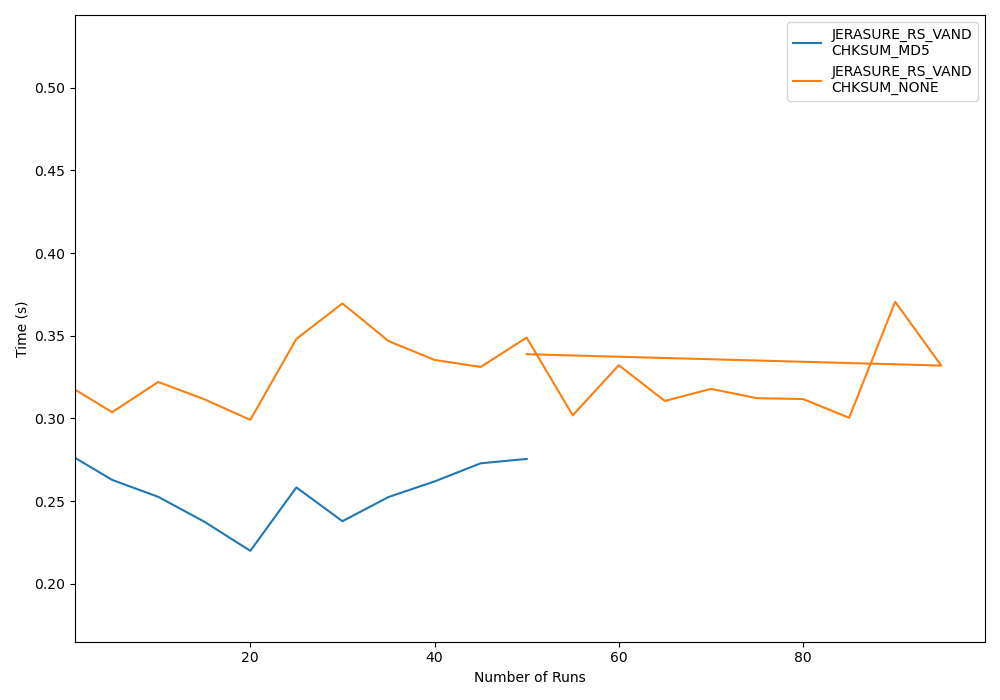 JERASURE_RS_VAND
CHKSUM_MD5
JERASURE_RS_VAND
CHKSUM_NONE
0.50
0.45
0.40
0.35
0.30
0.25
0.20
Time (s)
20 40 60 80
Number of Runs